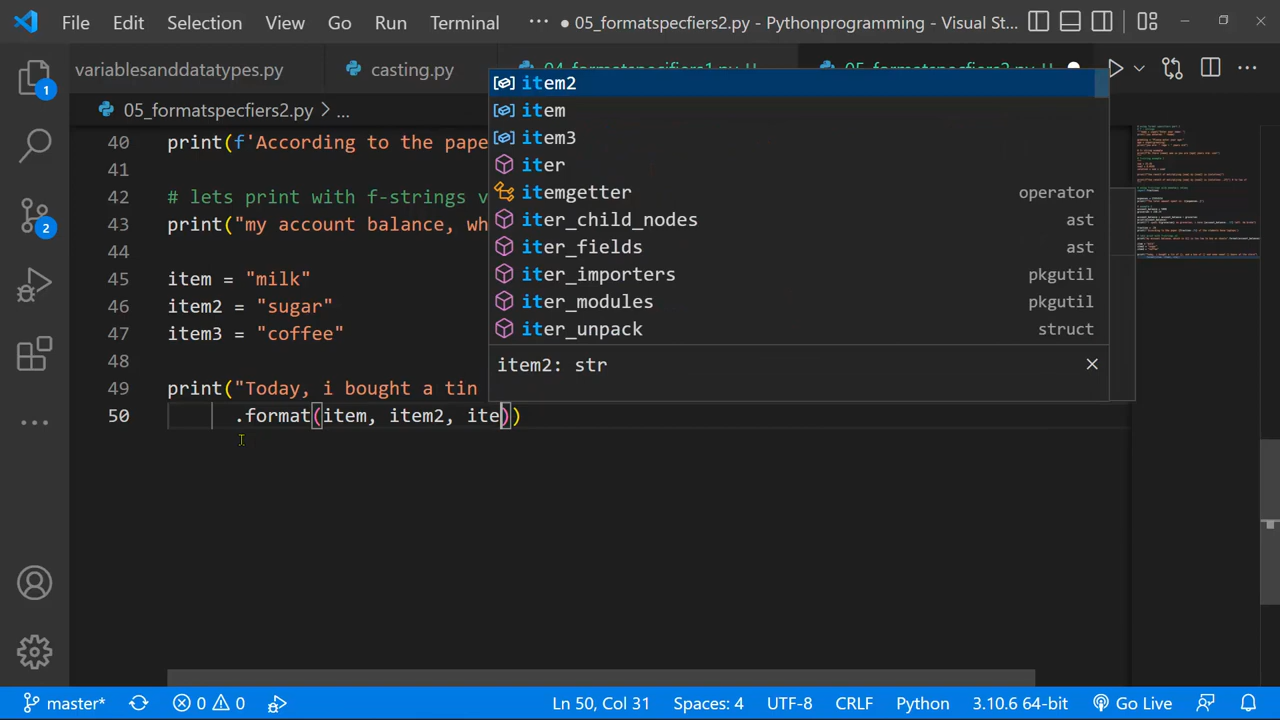 File Edit Selection View Go Run Terminal ··· ● 05_formatspecfiers2.py - Pythonprogramming - Visual St...
variablesanddatatypes.py casting.py
05_formatspecfiers2.py > ...
1
2
40 print(f'According to the pape
41
42 # lets print with f-strings v
43 print("my account balance, wh
44
45 item = "milk"
46 item2 = "sugar"
47 item3 = "coffee"
48
49 print("Today, i bought a tin
50 .format(item, item2, ite))
item2
item
item3
iter
itemgetter operator
iter_child_nodes ast
iter_fields ast
iter_importers pkgutil
iter_modules pkgutil
iter_unpack struct
item2: str
master* 0 0 Ln 50, Col 31 Spaces: 4 UTF-8 CRLF Python 3.10.6 64-bit Go Live